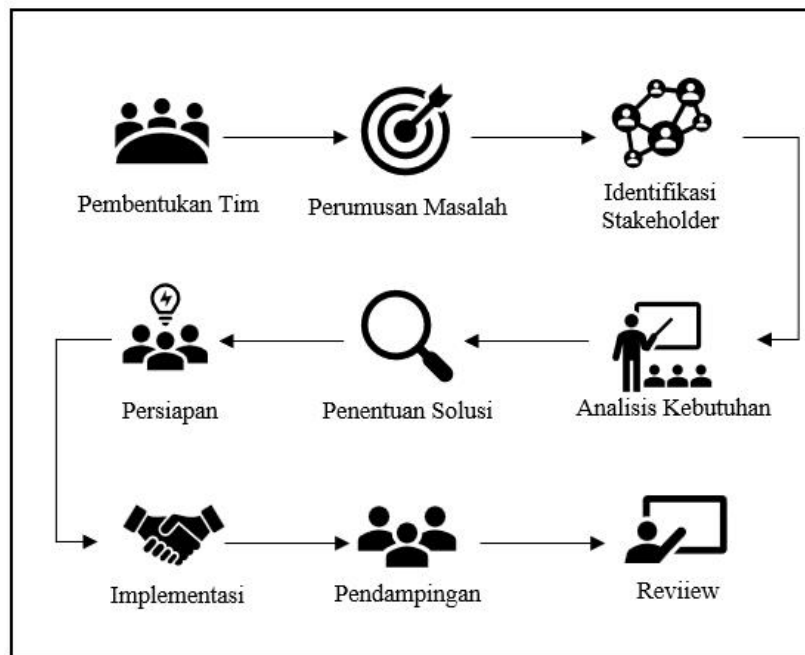 Pembentukan Tim
Perumusan Masalah
Identifikasi
Stakeholder
Analisis Kebutuhan
Penentuan Solusi
Persiapan
Implementasi
Pendampingan
Reviiew